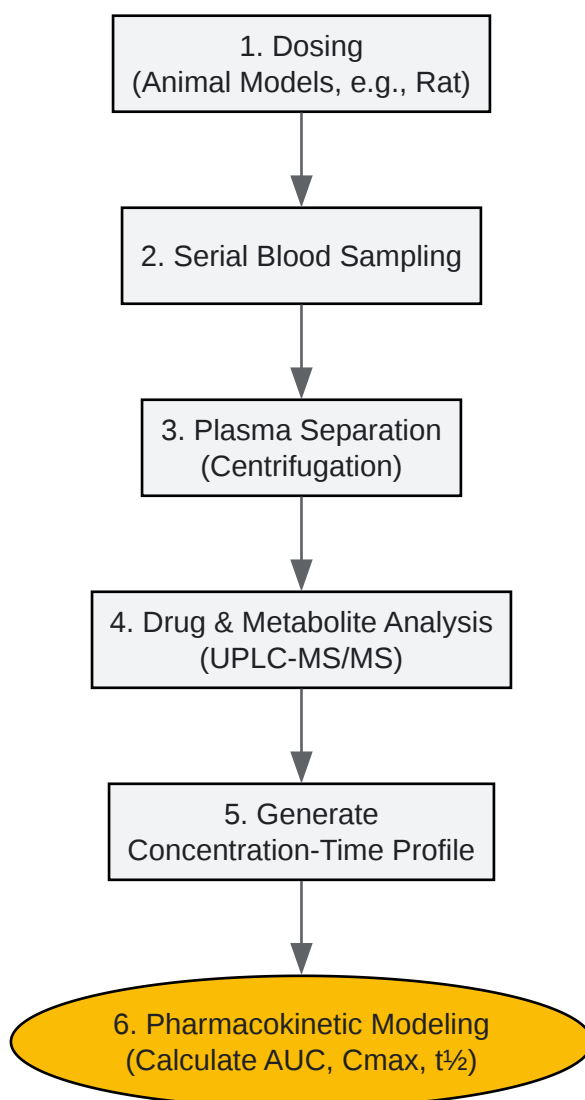 1. Dosing
(Animal Models, e.g., Rat)
2. Serial Blood Sampling
3. Plasma Separation
(Centrifugation)
4. Drug & Metabolite Analysis
(UPLC-MS/MS)
5. Generate
Concentration-Time Profile
6. Pharmacokinetic Modeling
(Calculate AUC, Cmax, t½)